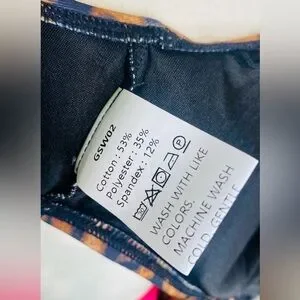 GSW02
Cotton : 53%
Polyester : 35%
Spandex : 12%
WASH WITH LIKE
COLORS.
MACHINE WASH
COLD, GENTLE